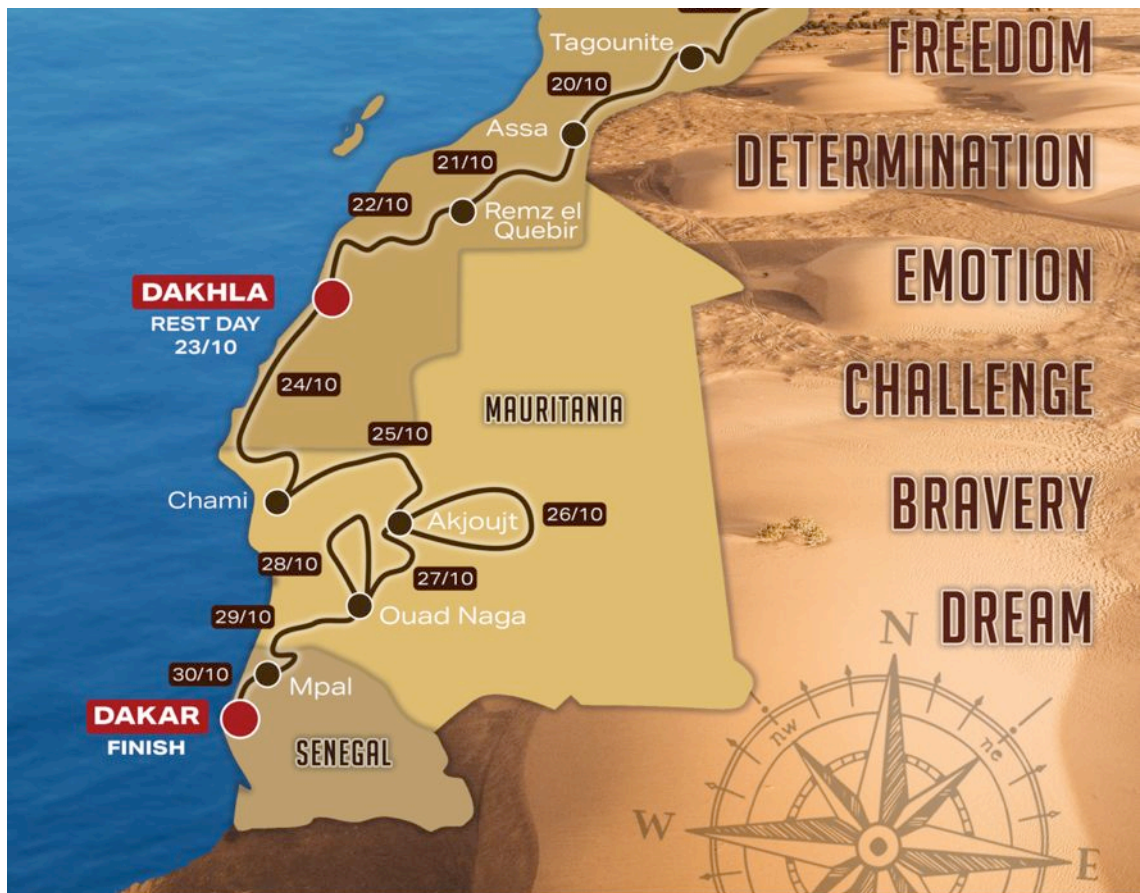 Tagounite
20/10
Assa
21/10
Remz el
Quebir
22/10
DAKHLA
REST DAY
23/10
24/10
MAURITANIA
25/10
Chami
Akjoujt
26/10
28/10
27/10
29/10
Ouad Naga
30/10
Mpal
DAKAR
FINISH
SENEGAL
FREEDOM
DETERMINATION
EMOTION
CHALLENGE
BRAVERY
DREAM
N
nw
ne
W
E